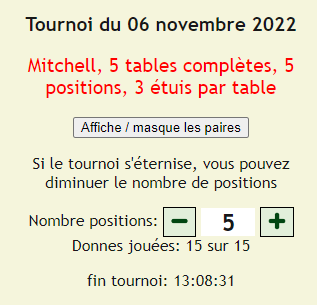 Tournoi du 06 novembre 2022
Mitchell, 5 tables complètes, 5
positions, 3 étuis par table
Affiche / masque les paires
Si le tournoi s'éternise, vous pouvez
diminuer le nombre de positions
Nombre positions: − 5 +
Donnes jouées: 15 sur 15
fin tournoi: 13:08:31